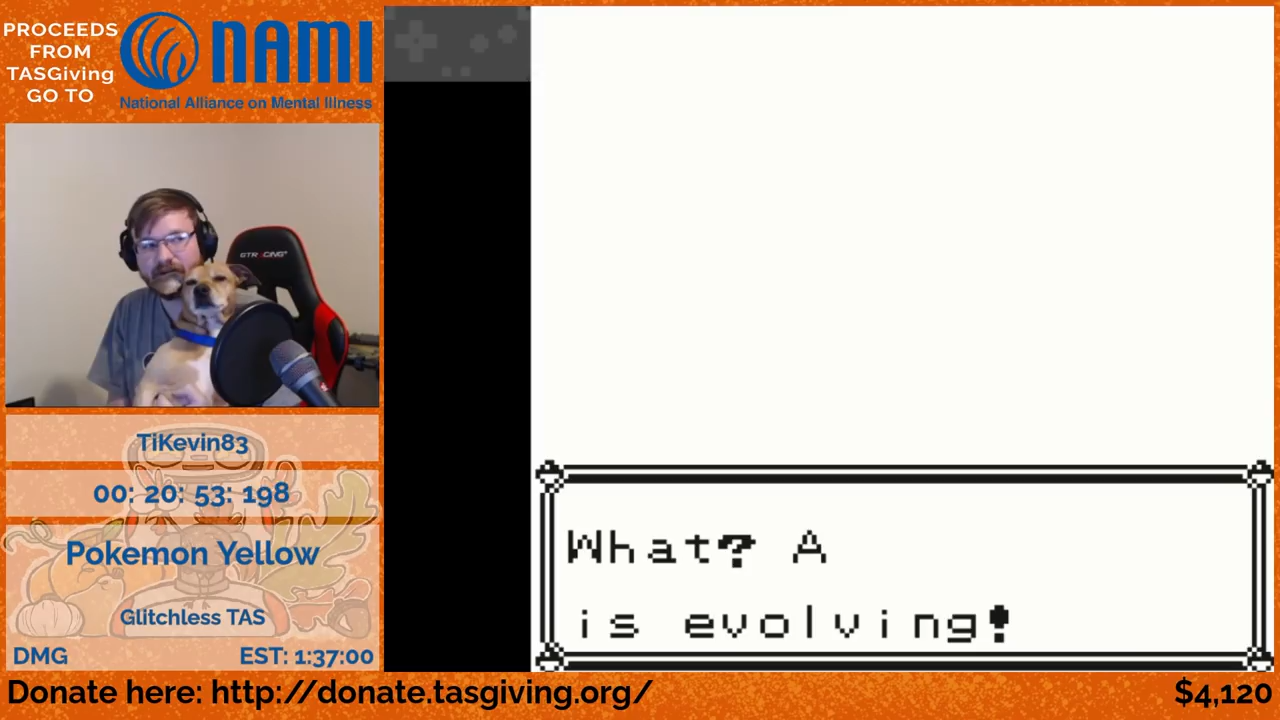 PROCEEDS
FROM
TASGiving
GO TO
NAMI
National Alliance on Mental Illness
GTRACING
TiKevin83
00: 20: 53: 198
Pokemon Yellow
Glitchless TAS
DMG
EST: 1:37:00
What? A
is evolving!
Donate here: http://donate.tasgiving.org/
$4,120